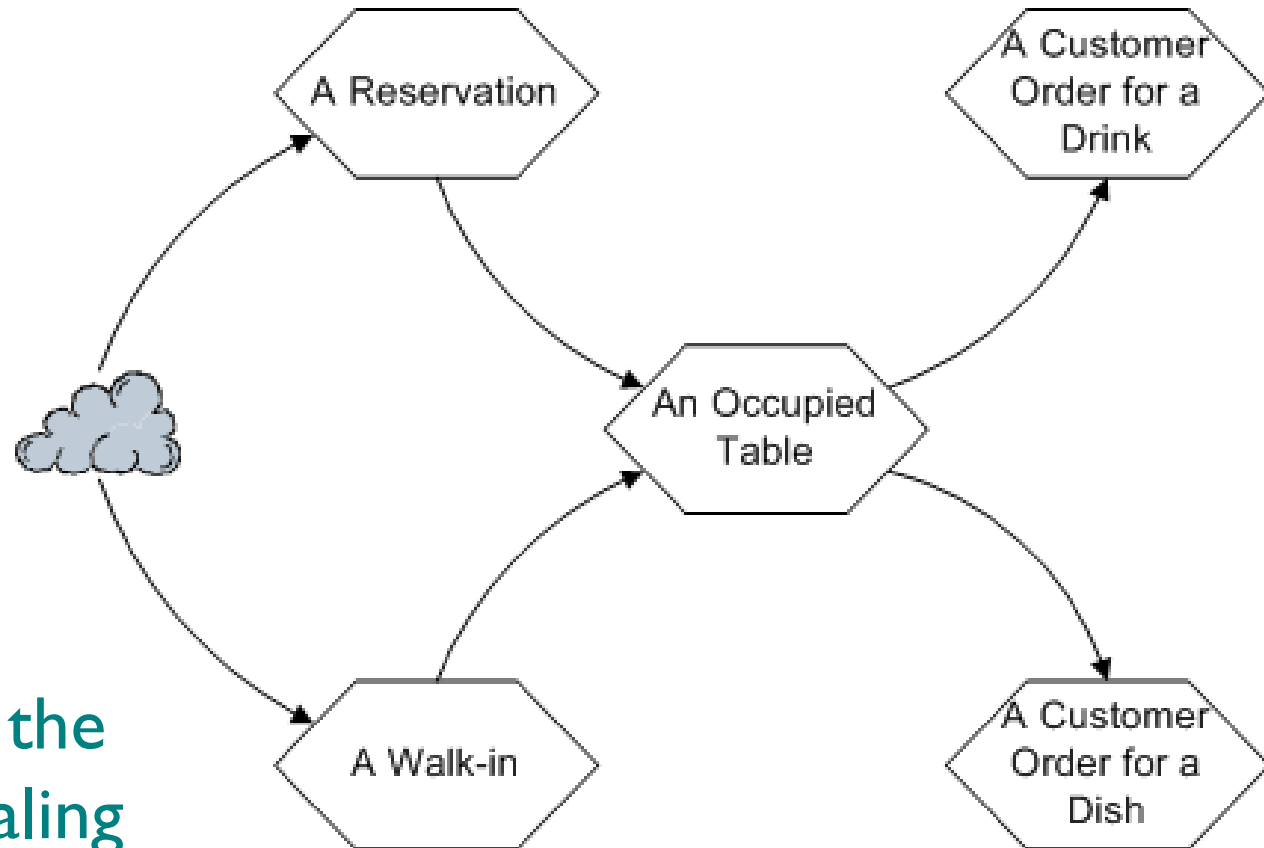 A Reservation
A Customer
Order for a
Drink
An Occupied
Table
A Walk-in
A Customer
Order for a
Dish
the
aling